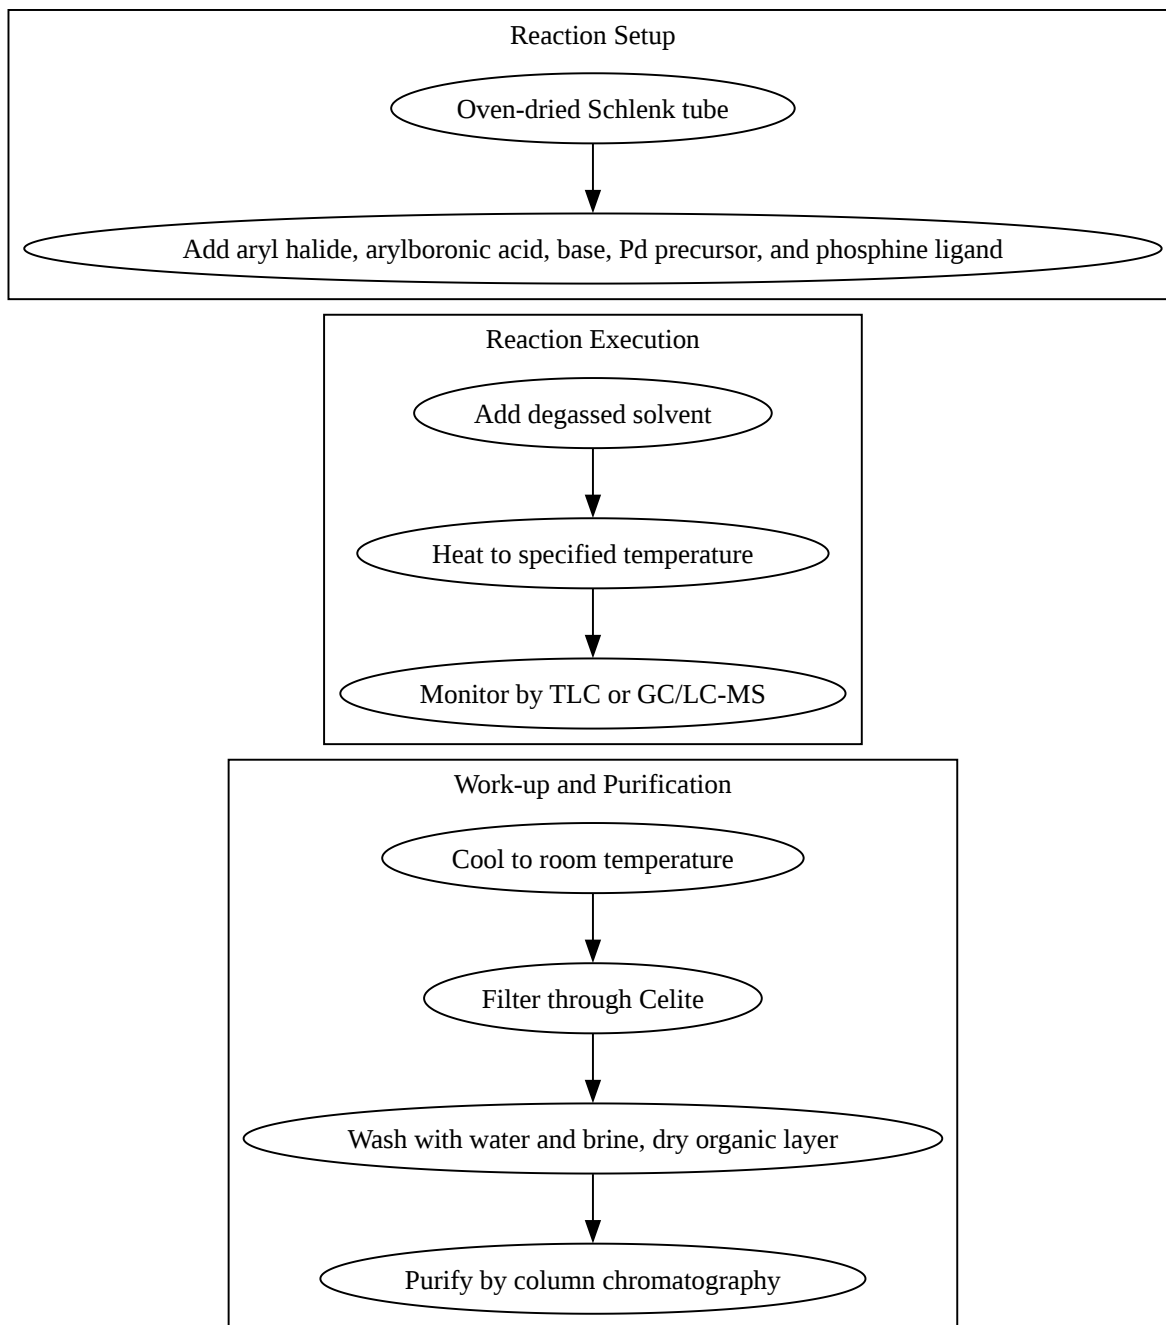 Reaction Setup
Oven-dried Schlenk tube
Add aryl halide, arylboronic acid, base, Pd precursor, and phosphine ligand
Reaction Execution
Add degassed solvent
Heat to specified temperature
Monitor by TLC or GC/LC-MS
Work-up and Purification
Cool to room temperature
Filter through Celite
Wash with water and brine, dry organic layer
Purify by column chromatography